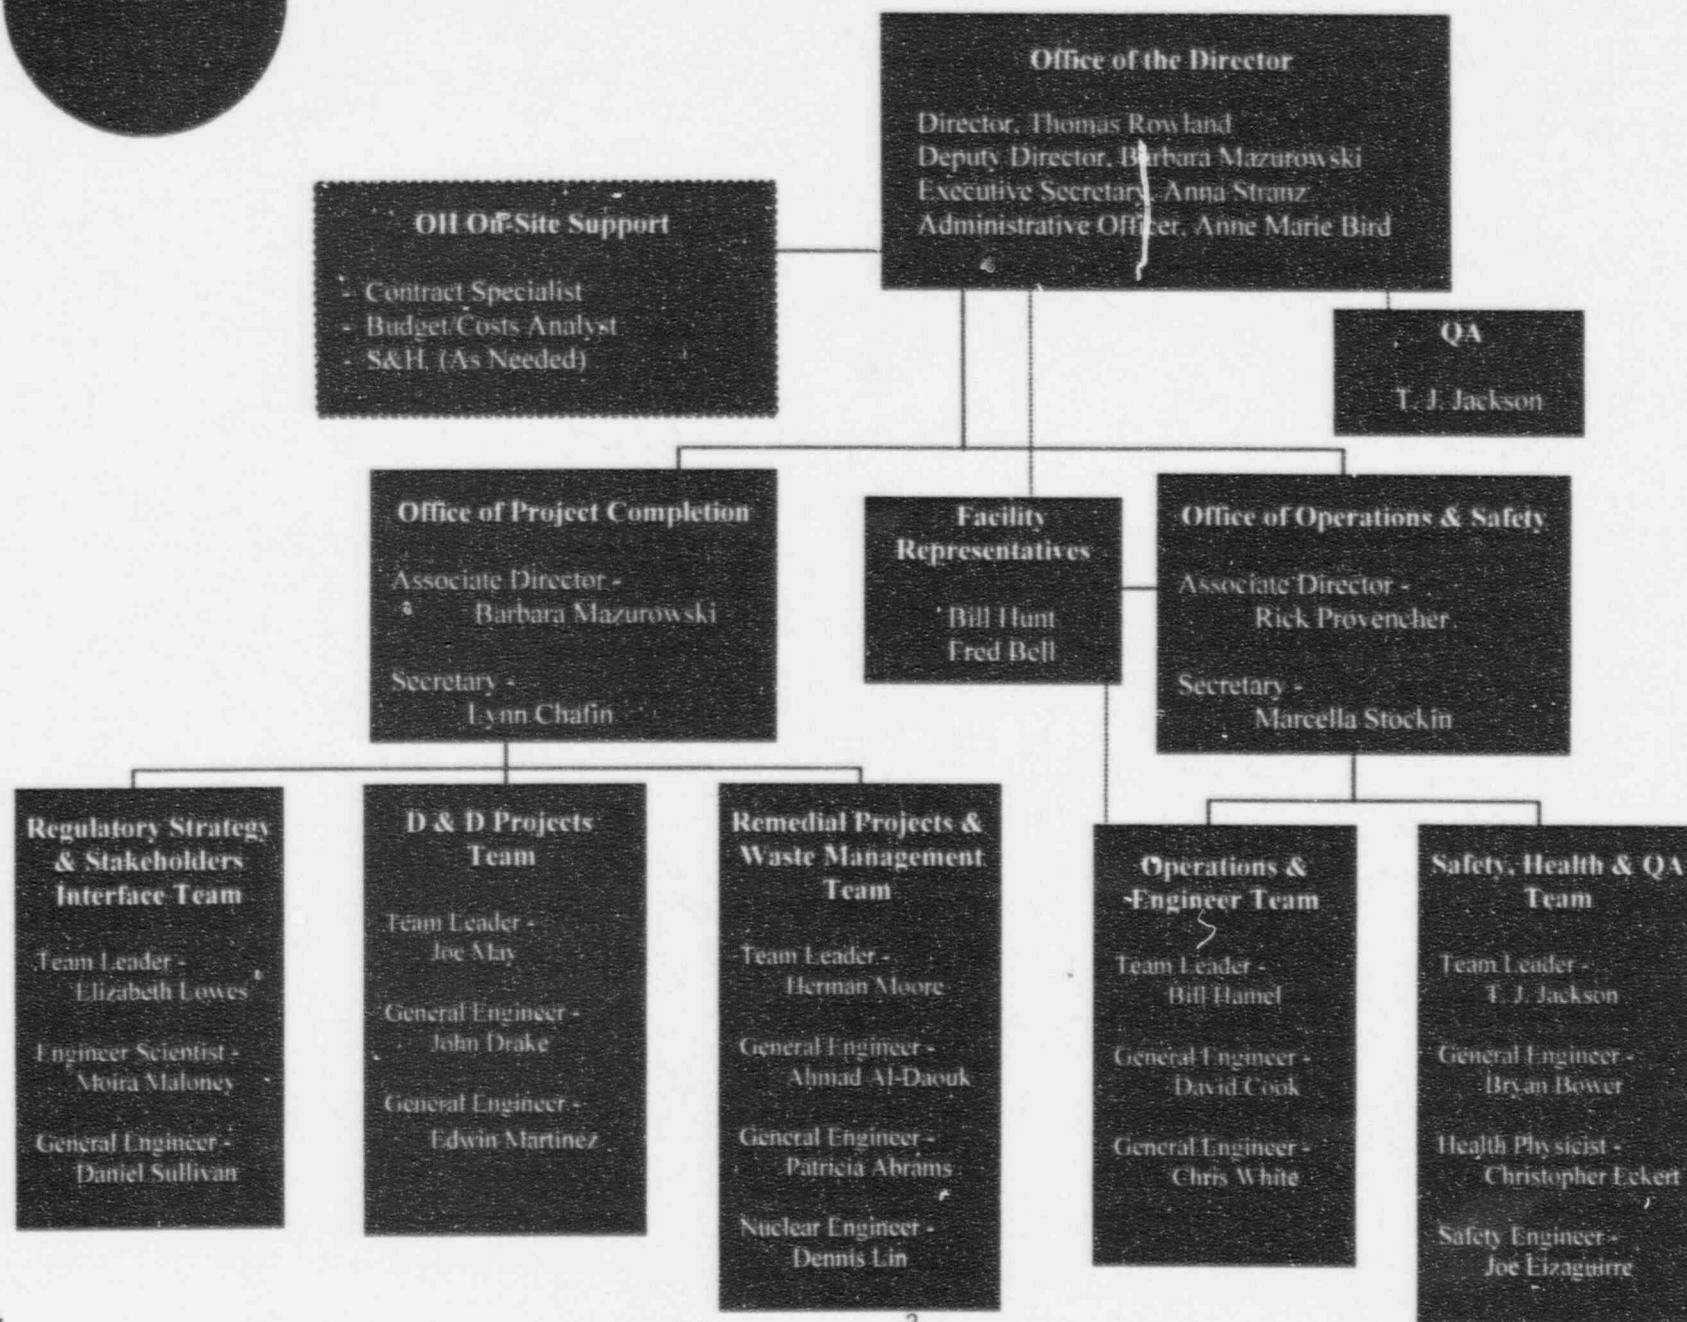 Office of the Director
Director, Thomas Rowland
Deputy Director, Barbara Mazurowski
Executive Secretary, Anna Stranz
Administrative Officer, Anne Marie Bird
OH On-Site Support
- Contract Specialist
- Budget/Costs Analyst
- S&H, (As Needed)
QA
T. J. Jackson
Office of Project Completion
Associate Director -
Barbara Mazurowski
Secretary -
Lynn Chafin
Facility
Representatives
Bill Hunt
Fred Bell
Office of Operations & Safety
Associate Director -
Rick Provencher
Secretary -
Marcella Stockin
Regulatory Strategy
& Stakeholders
Interface Team
Team Leader -
Elizabeth Lowes
Engineer Scientist -
Moira Maloney
General Engineer -
Daniel Sullivan
D & D Projects
Team
Team Leader -
Joe May
General Engineer -
John Drake
General Engineer -
Edwin Martinez
Remedial Projects &
Waste Management
Team
Team Leader -
Herman Moore
General Engineer -
Ahmad Al-Daouk
General Engineer -
Patricia Abrams
Nuclear Engineer -
Dennis Lin
Operations &
Engineer Team
Team Leader -
Bill Hamel
General Engineer -
David Cook
General Engineer -
Chris White
Safety, Health & QA
Team
Team Leader -
T. J. Jackson
General Engineer -
Bryan Bower
Health Physicist -
Christopher Eckert
Safety Engineer -
Joe Eizaguirre